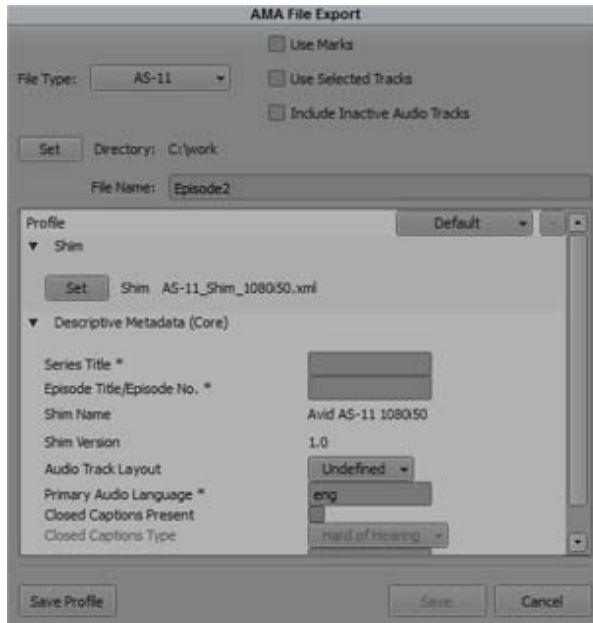 AMA File Export
Use Marks
File Type: AS-11 Use Selected Tracks
Include Inactive Audio Tracks
Set Directory: C:\work
File Name: Episode2
Profile Default -
Shim
Set Shim AS-11_Shim_1080i50.xml
Descriptive Metadata (Core)
Series Title *
Episode Title/Episode No. *
Shim Name Avid AS-11 1080i50
Shim Version 1.0
Audio Track Layout Undefined
Primary Audio Language * eng
Closed Captions Present
Closed Captions Type Hard of Hearing
Save Profile Save Cancel